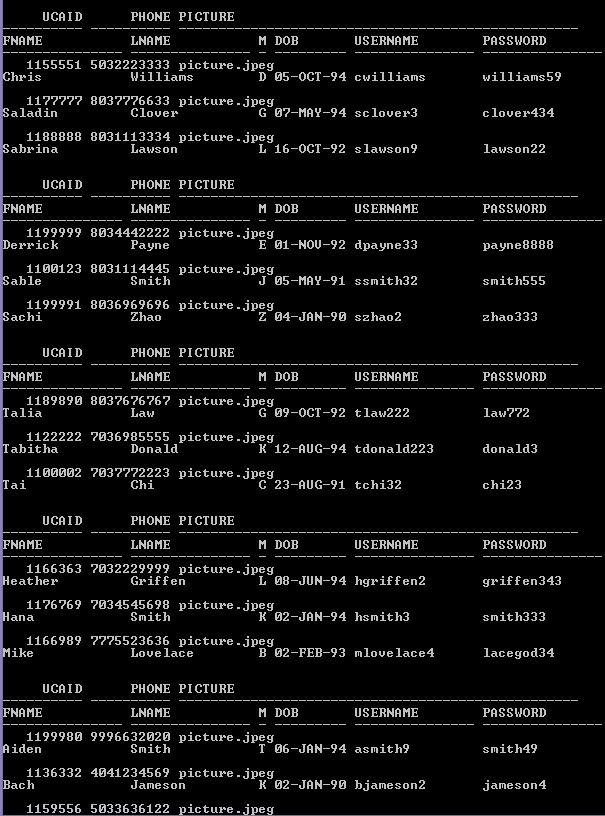 UCAID PHONE PICTURE
FNAME LNAME M DOB USERNAME PASSWORD
1155551 5032223333 picture.jpeg
Chris Williams D 05-OCT-94 cwilliams williams59
1177777 8037776633 picture.jpeg
Saladin Clover G 07-MAY-94 sclover3 clover434
1188888 8031113334 picture.jpeg
Sabrina Lawson L 16-OCT-92 slawson9 lawson22
UCAID PHONE PICTURE
FNAME LNAME M DOB USERNAME PASSWORD
1199999 8034442222 picture.jpeg
Derrick Payne E 01-NOV-92 dpayne33 payne8888
1100123 8031114445 picture.jpeg
Sable Smith J 05-MAY-91 ssmith32 smith555
1199991 8036969696 picture.jpeg
Sachi Zhao Z 04-JAN-90 szhao2 zhao333
UCAID PHONE PICTURE
FNAME LNAME M DOB USERNAME PASSWORD
1189890 8037676767 picture.jpeg
Talia Law G 09-OCT-92 tlaw222 law772
1122222 7036985555 picture.jpeg
Tabitha Donald K 12-AUG-94 tdonald223 donald3
1100002 7037772223 picture.jpeg
Tai Chi C 23-AUG-91 tchi32 chi23
UCAID PHONE PICTURE
FNAME LNAME M DOB USERNAME PASSWORD
1166363 7032229999 picture.jpeg
Heather Griffen L 08-JUN-94 hgriffen2 griffen343
1176769 7034545698 picture.jpeg
Hana Smith K 02-JAN-94 hsmith3 smith333
1166989 7775523636 picture.jpeg
Mike Lovelace B 02-FEB-93 mlovelace4 lacegod34
UCAID PHONE PICTURE
FNAME LNAME M DOB USERNAME PASSWORD
1199980 9996632020 picture.jpeg
Aiden Smith T 06-JAN-94 asmith9 smith49
1136332 4041234569 picture.jpeg
Bach Jameson K 02-JAN-90 bjameson2 jameson4
1159556 5033636122 picture.jpeg